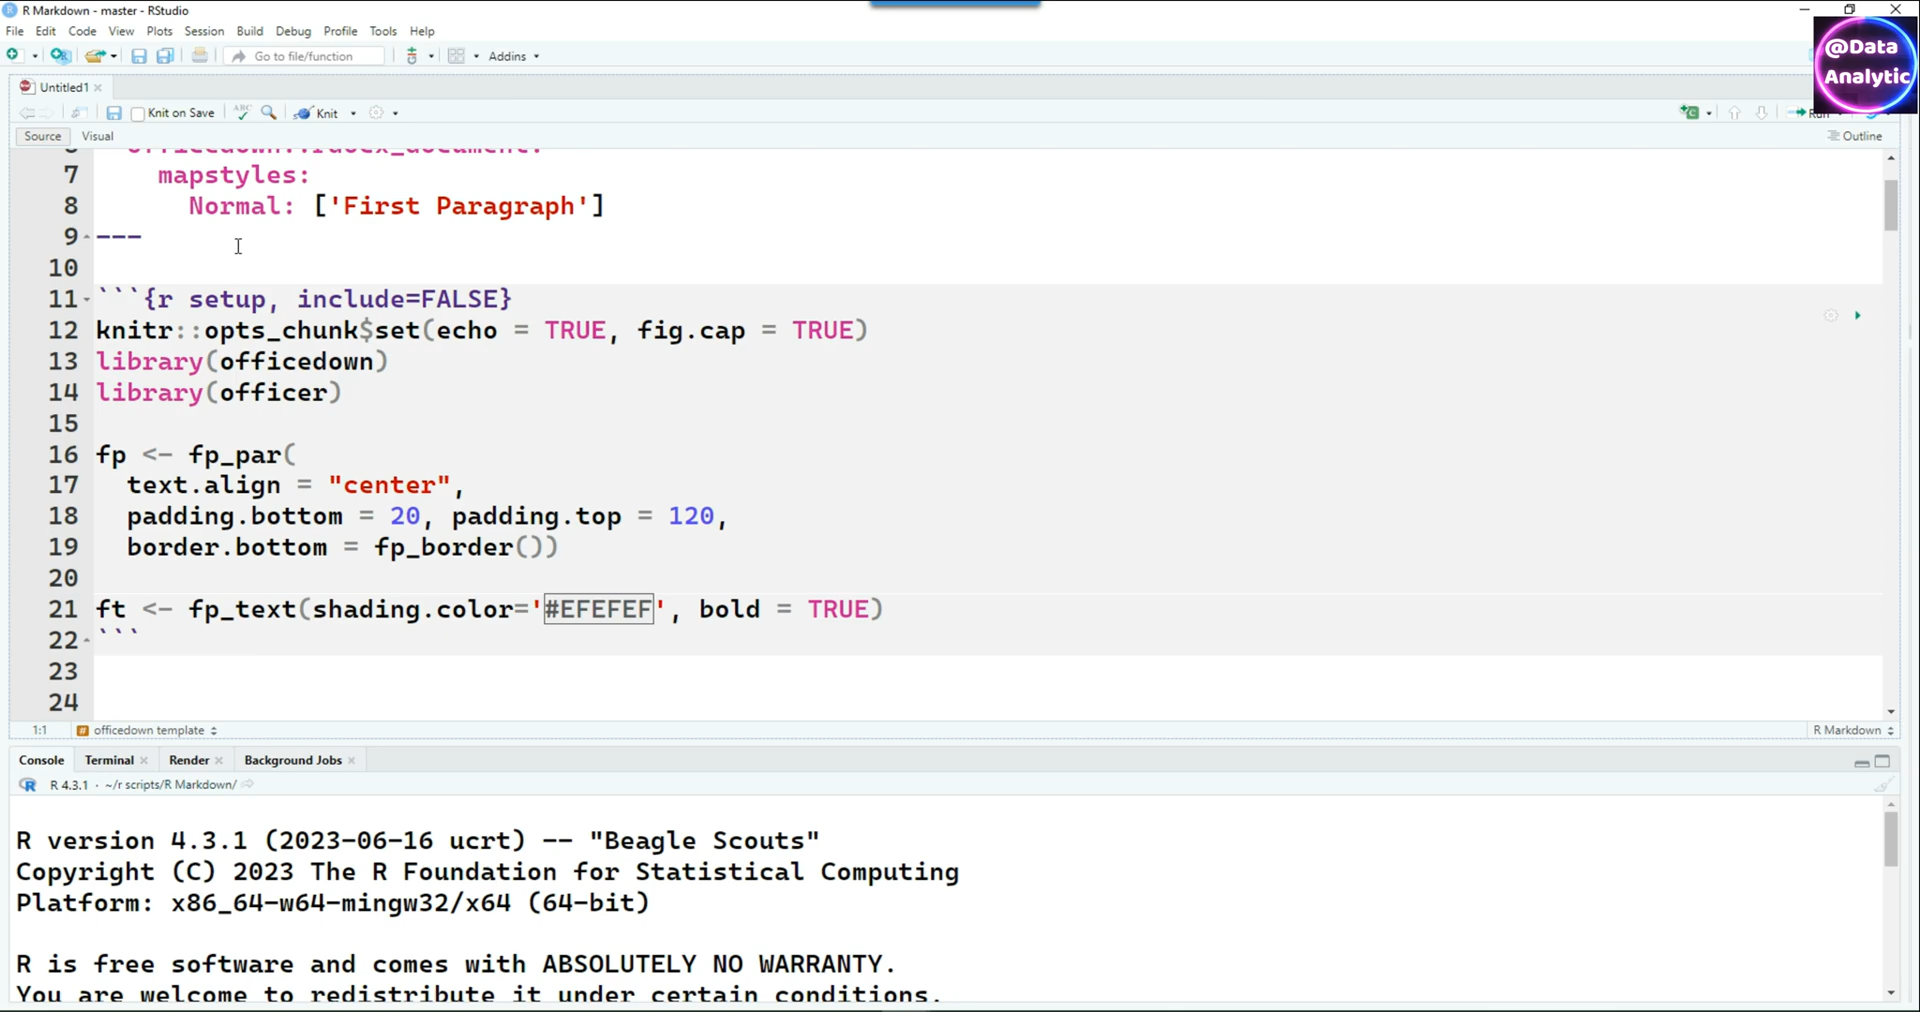 R Markdown - master - RStudio
File Edit Code View Plots Session Build Debug Profile Tools Help
Go to file/function Addins
@Data
Analytic
Untitled1
Knit on Save ABC Knit Run
Source Visual Outline
6 officedown::rdocx_document:
7 mapstyles:
8 Normal: ['First Paragraph']
9 ---
10
11 ```{r setup, include=FALSE}
12 knitr::opts_chunk$set(echo = TRUE, fig.cap = TRUE)
13 library(officedown)
14 library(officer)
15
16 fp <- fp_par(
17 text.align = "center",
18 padding.bottom = 20, padding.top = 120,
19 border.bottom = fp_border())
20
21 ft <- fp_text(shading.color='#EFEFEF', bold = TRUE)
22 ```
23
24
1:1 # officedown template R Markdown
Console Terminal Render Background Jobs
R R 4.3.1 · ~/r scripts/R Markdown/
R version 4.3.1 (2023-06-16 ucrt) -- "Beagle Scouts"
Copyright (C) 2023 The R Foundation for Statistical Computing
Platform: x86_64-w64-mingw32/x64 (64-bit)
R is free software and comes with ABSOLUTELY NO WARRANTY.
You are welcome to redistribute it under certain conditions.